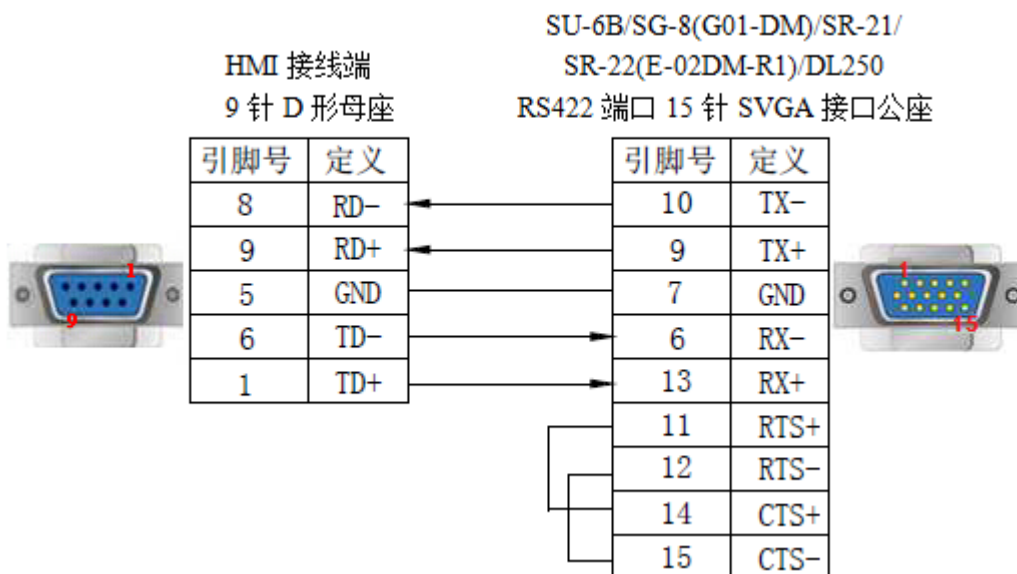 SU-6B/SG-8(G01-DM)/SR-21/
SR-22(E-02DM-R1)/DL250
RS422 端口 15 针 SVGA 接口公座
HMI 接线端
9 针 D 形母座
引脚号 定义
8 RD-
9 RD+
5 GND
6 TD-
1 TD+
引脚号 定义
10 TX-
9 TX+
7 GND
6 RX-
13 RX+
11 RTS+
12 RTS-
14 CTS+
15 CTS-
1
9
1
15